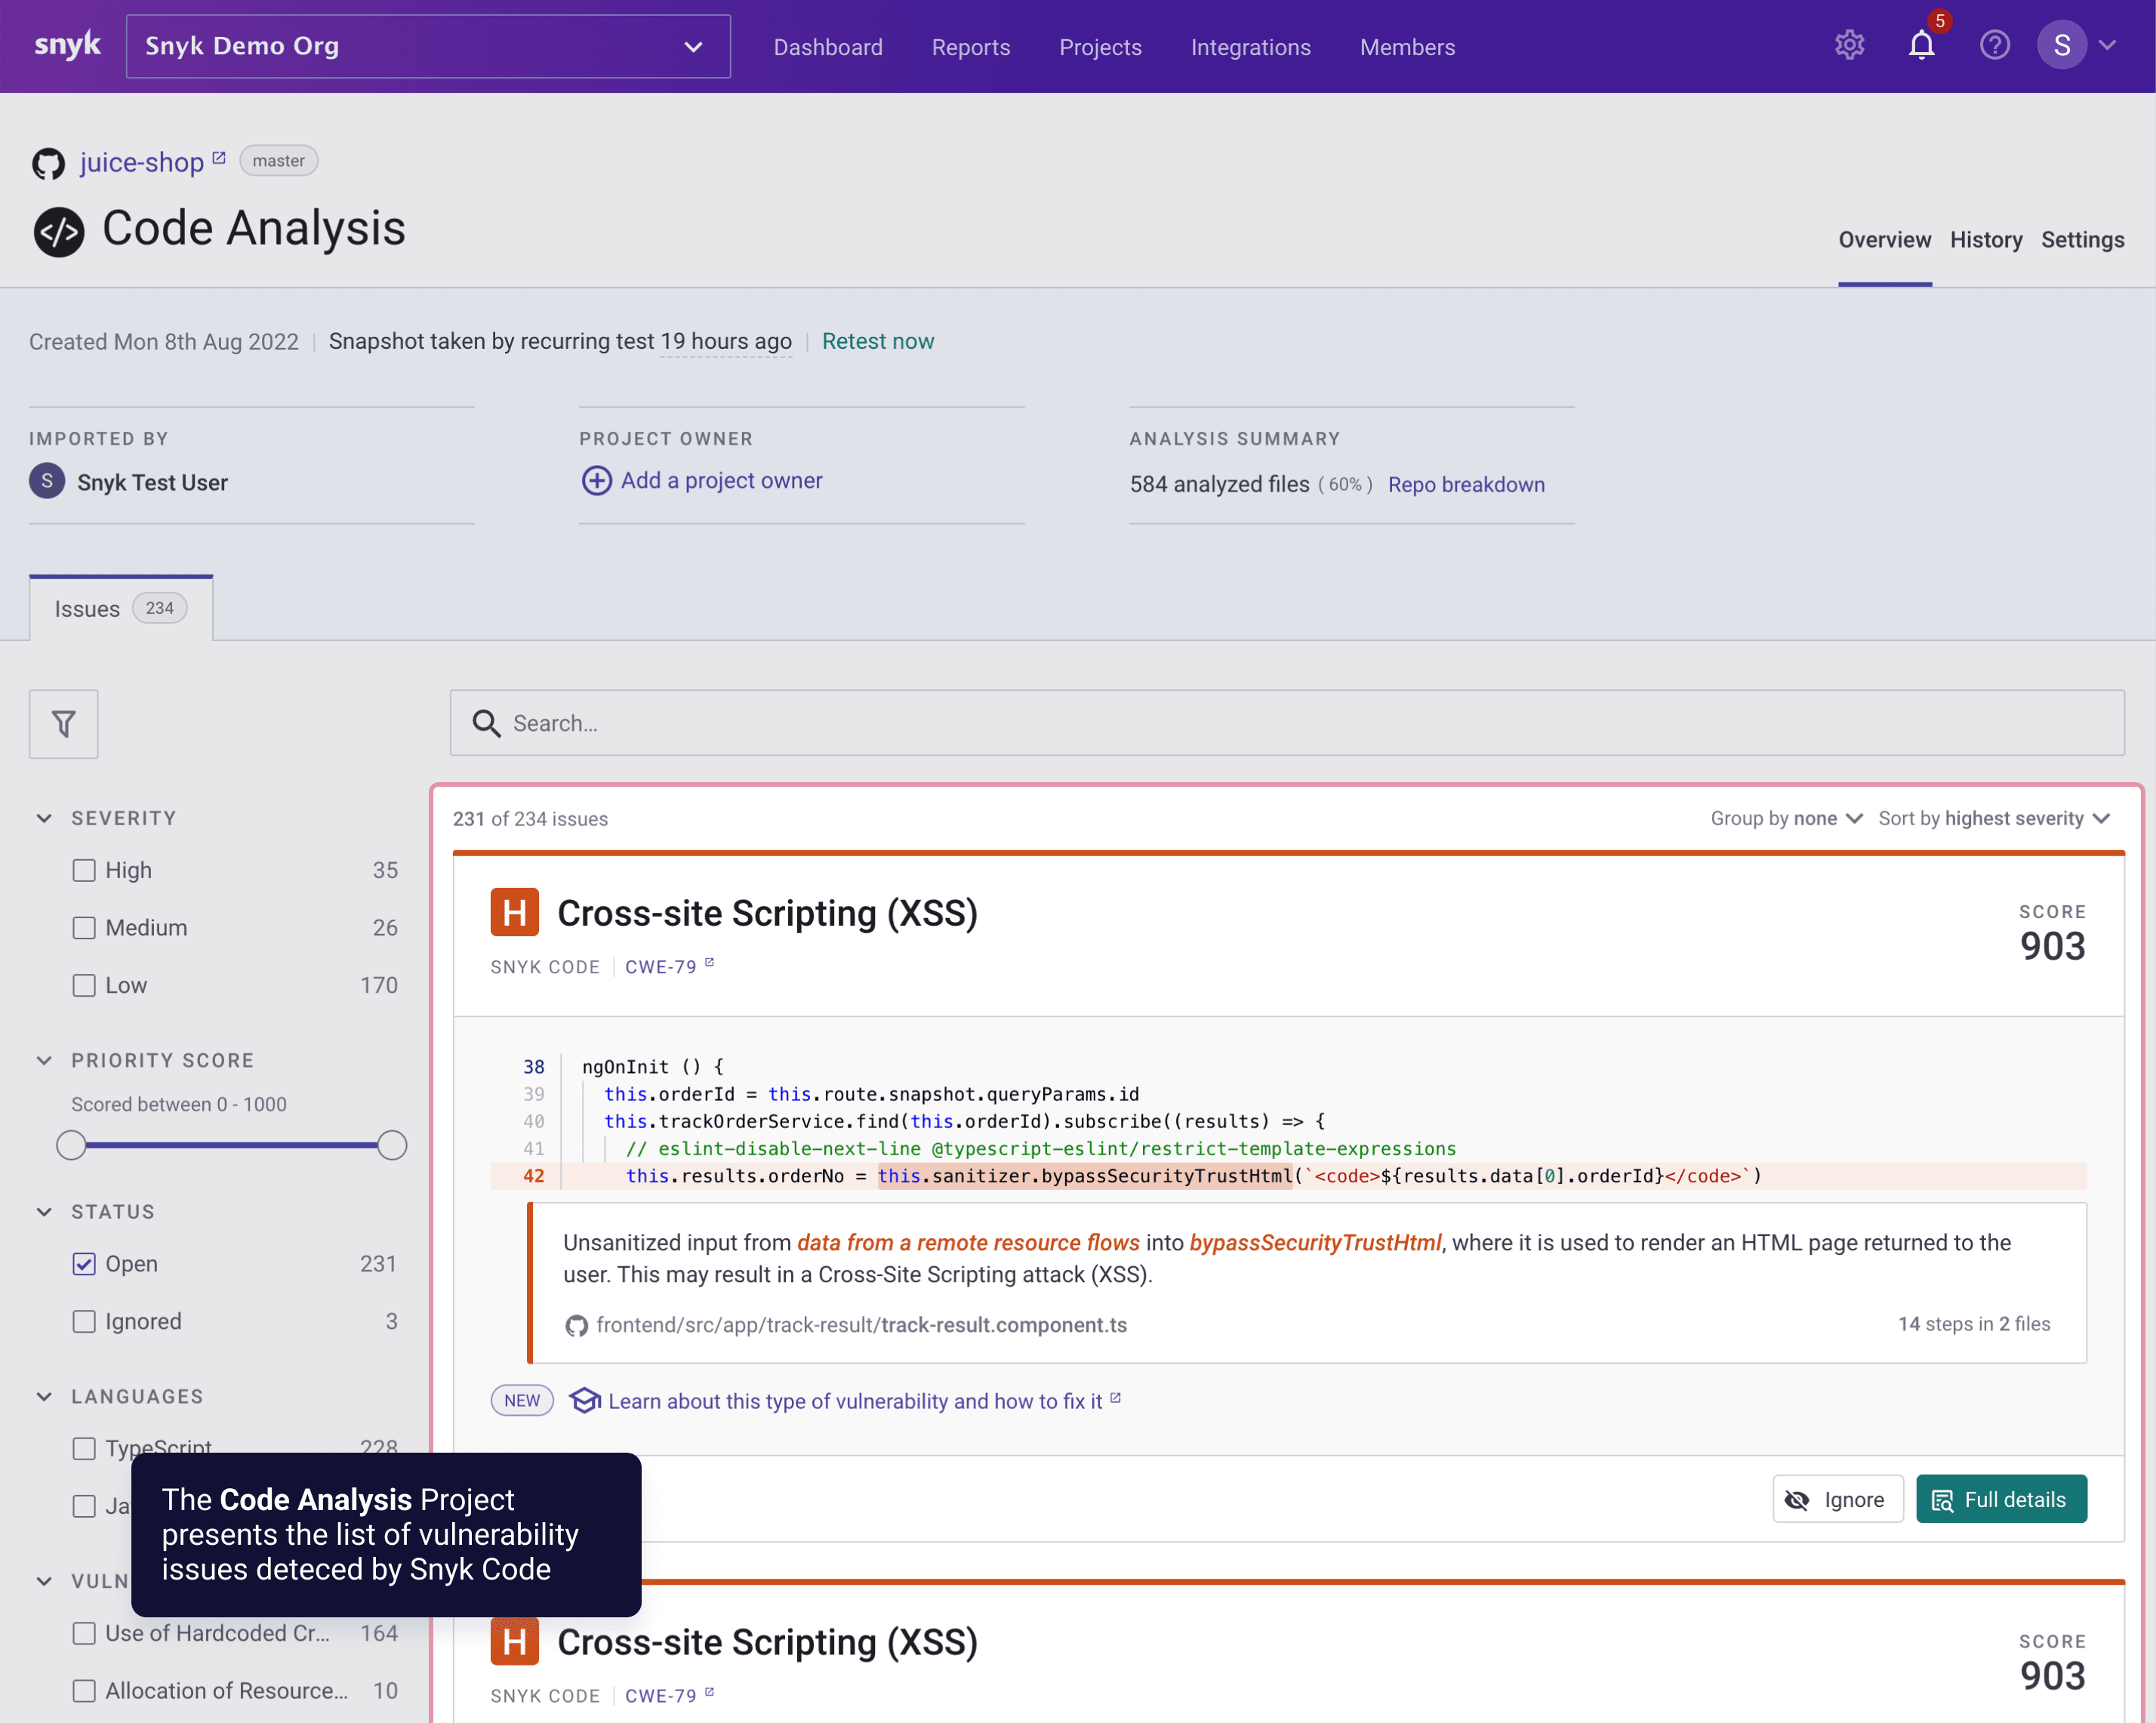 snyk
Snyk Demo Org
Dashboard Reports Projects Integrations Members
5
S
juice-shop master
</> Code Analysis
Overview History Settings
Created Mon 8th Aug 2022 | Snapshot taken by recurring test 19 hours ago | Retest now
IMPORTED BY
S Snyk Test User
PROJECT OWNER
Add a project owner
ANALYSIS SUMMARY
584 analyzed files ( 60% ) Repo breakdown
Issues 234
Search...
SEVERITY
High 35
Medium 26
Low 170
PRIORITY SCORE
Scored between 0 - 1000
STATUS
Open 231
Ignored 3
LANGUAGES
TypeScript 228
Ja
VULN
Use of Hardcoded Cr... 164
Allocation of Resource... 10
The Code Analysis Project
presents the list of vulnerability
issues deteced by Snyk Code
231 of 234 issues
Group by none Sort by highest severity
H Cross-site Scripting (XSS)
SNYK CODE | CWE-79
SCORE
903
38 ngOnInit () {
39 this.orderId = this.route.snapshot.queryParams.id
40 this.trackOrderService.find(this.orderId).subscribe((results) => {
41 // eslint-disable-next-line @typescript-eslint/restrict-template-expressions
42 this.results.orderNo = this.sanitizer.bypassSecurityTrustHtml(`<code>${results.data[0].orderId}</code>`)
Unsanitized input from data from a remote resource flows into bypassSecurityTrustHtml, where it is used to render an HTML page returned to the
user. This may result in a Cross-Site Scripting attack (XSS).
frontend/src/app/track-result/track-result.component.ts
14 steps in 2 files
NEW Learn about this type of vulnerability and how to fix it
Ignore Full details
H Cross-site Scripting (XSS)
SNYK CODE | CWE-79
SCORE
903